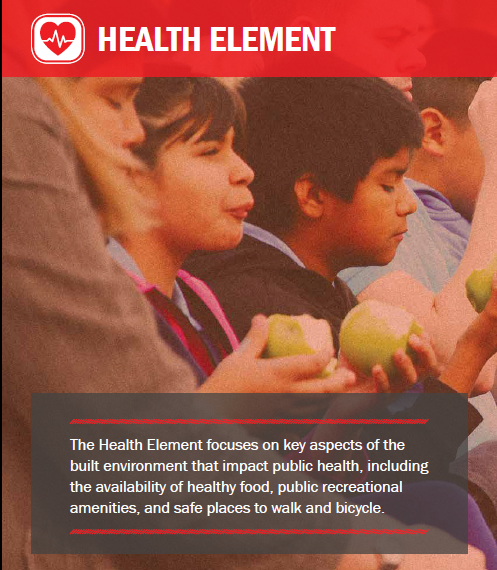 HEALTH ELEMENT
The Health Element focuses on key aspects of the
built environment that impact public health, including
the availability of healthy food, public recreational
amenities, and safe places to walk and bicycle.